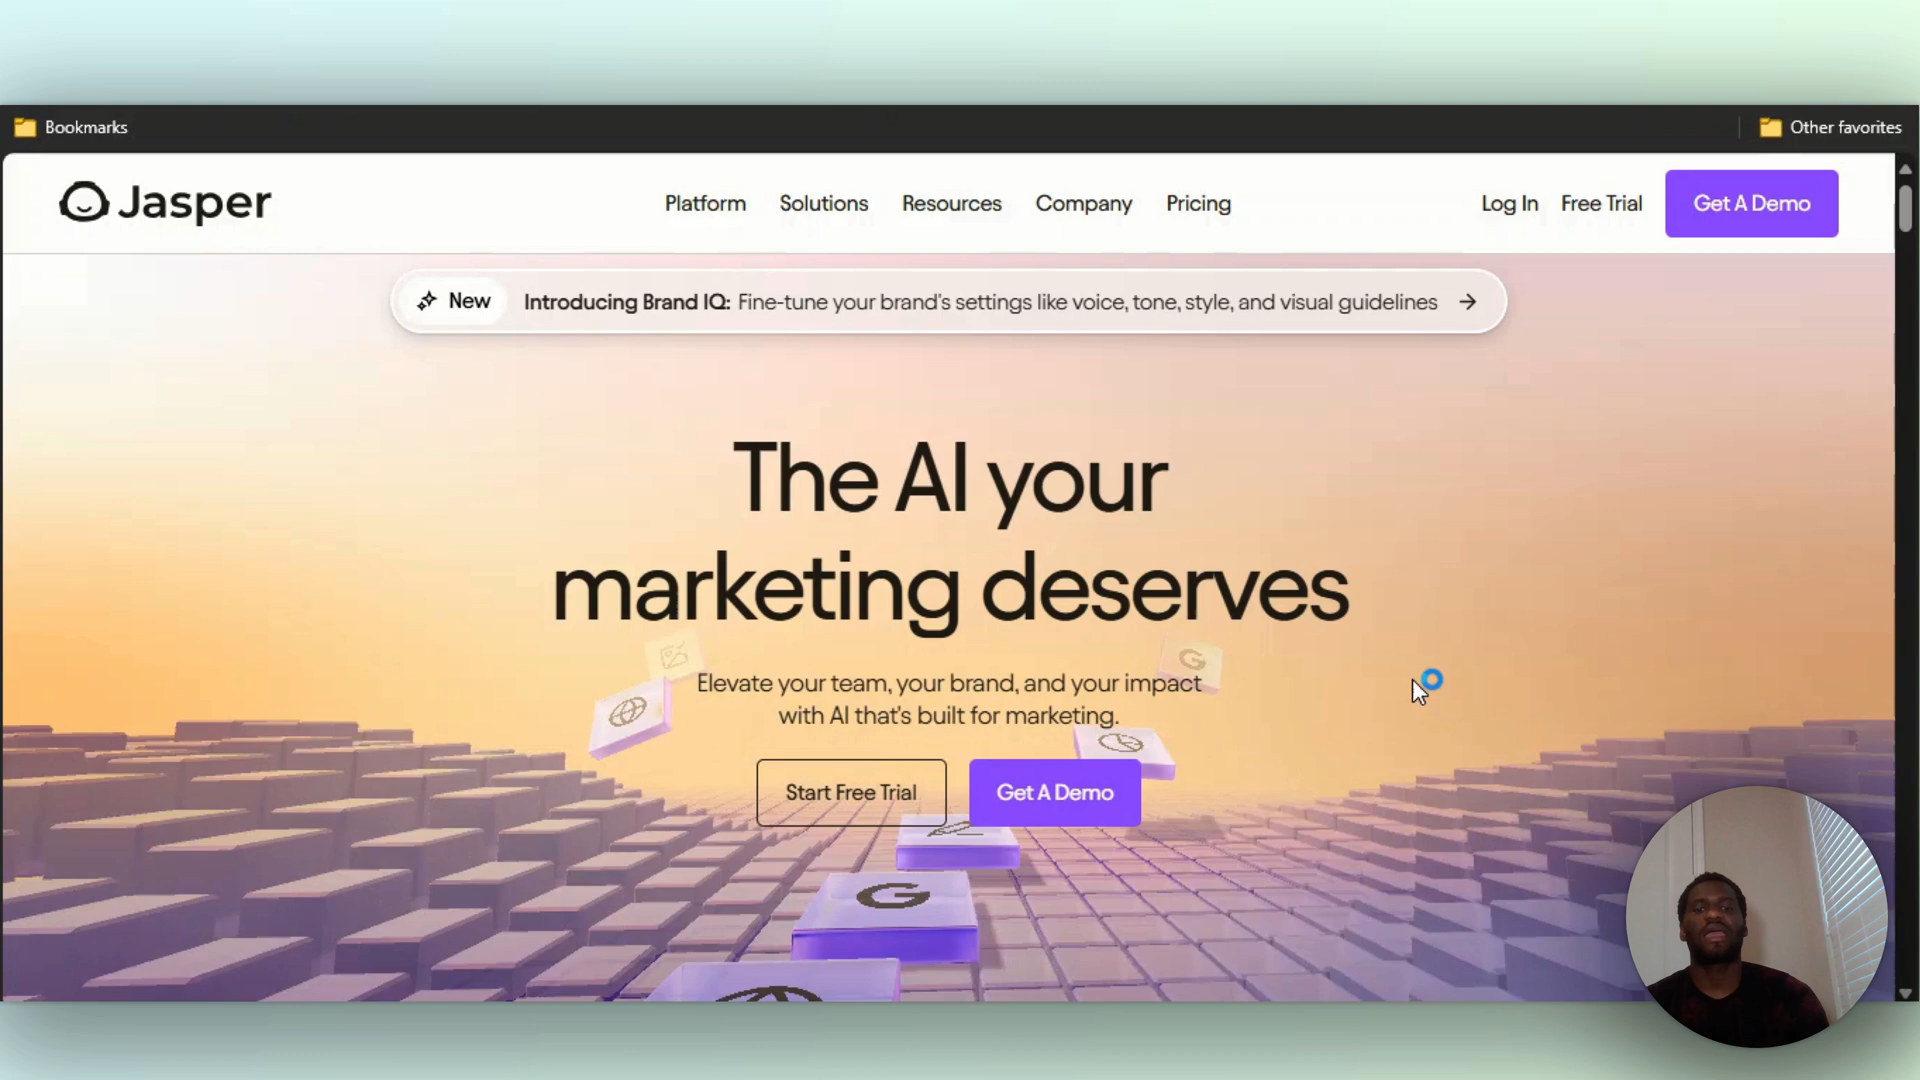 Bookmarks
Other favorites
Jasper
Platform
Solutions
Resources
Company
Pricing
Log In
Free Trial
Get A Demo
New
Introducing Brand IQ: Fine-tune your brand's settings like voice, tone, style, and visual guidelines →
The AI your
marketing deserves
Elevate your team, your brand, and your impact
with AI that's built for marketing.
Start Free Trial
Get A Demo
G
G